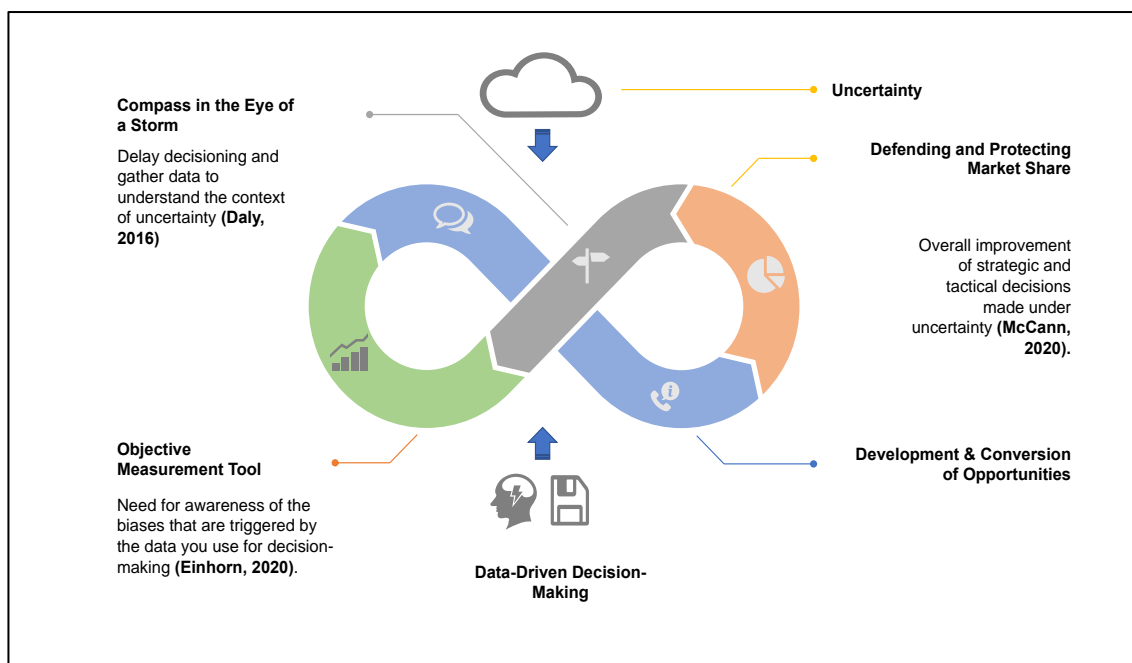 Compass in the Eye of
a Storm
Delay decisioning and
gather data to
understand the context
of uncertainty (Daly,
2016)
Uncertainty
Defending and Protecting
Market Share
Overall improvement
of strategic and
tactical decisions
made under
uncertainty (McCann,
2020).
Objective
Measurement Tool
Need for awareness of the
biases that are triggered by
the data you use for decision-
making (Einhorn, 2020).
Data-Driven Decision-
Making
Development & Conversion
of Opportunities